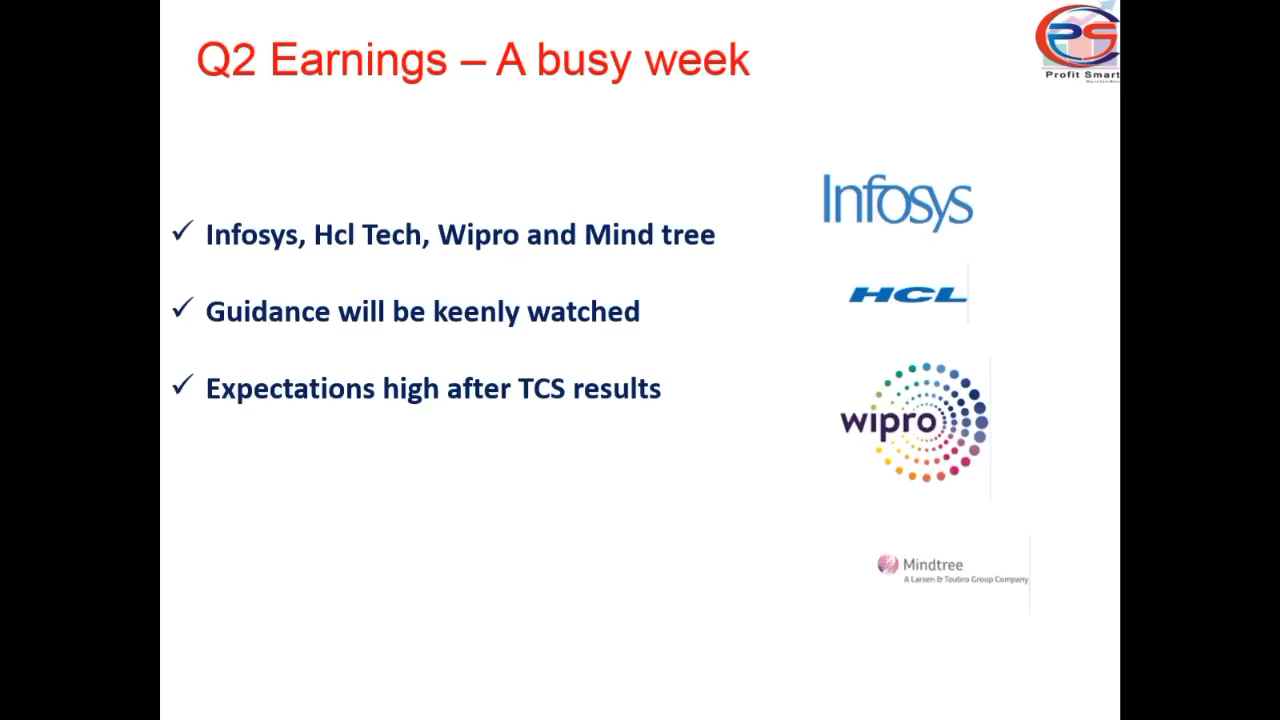 Q2 Earnings – A busy week
Profit Smart
Infosys, Hcl Tech, Wipro and Mind tree
Guidance will be keenly watched
Expectations high after TCS results
Infosys
HCL
wipro
Mindtree
A Larsen & Toubro Group Company